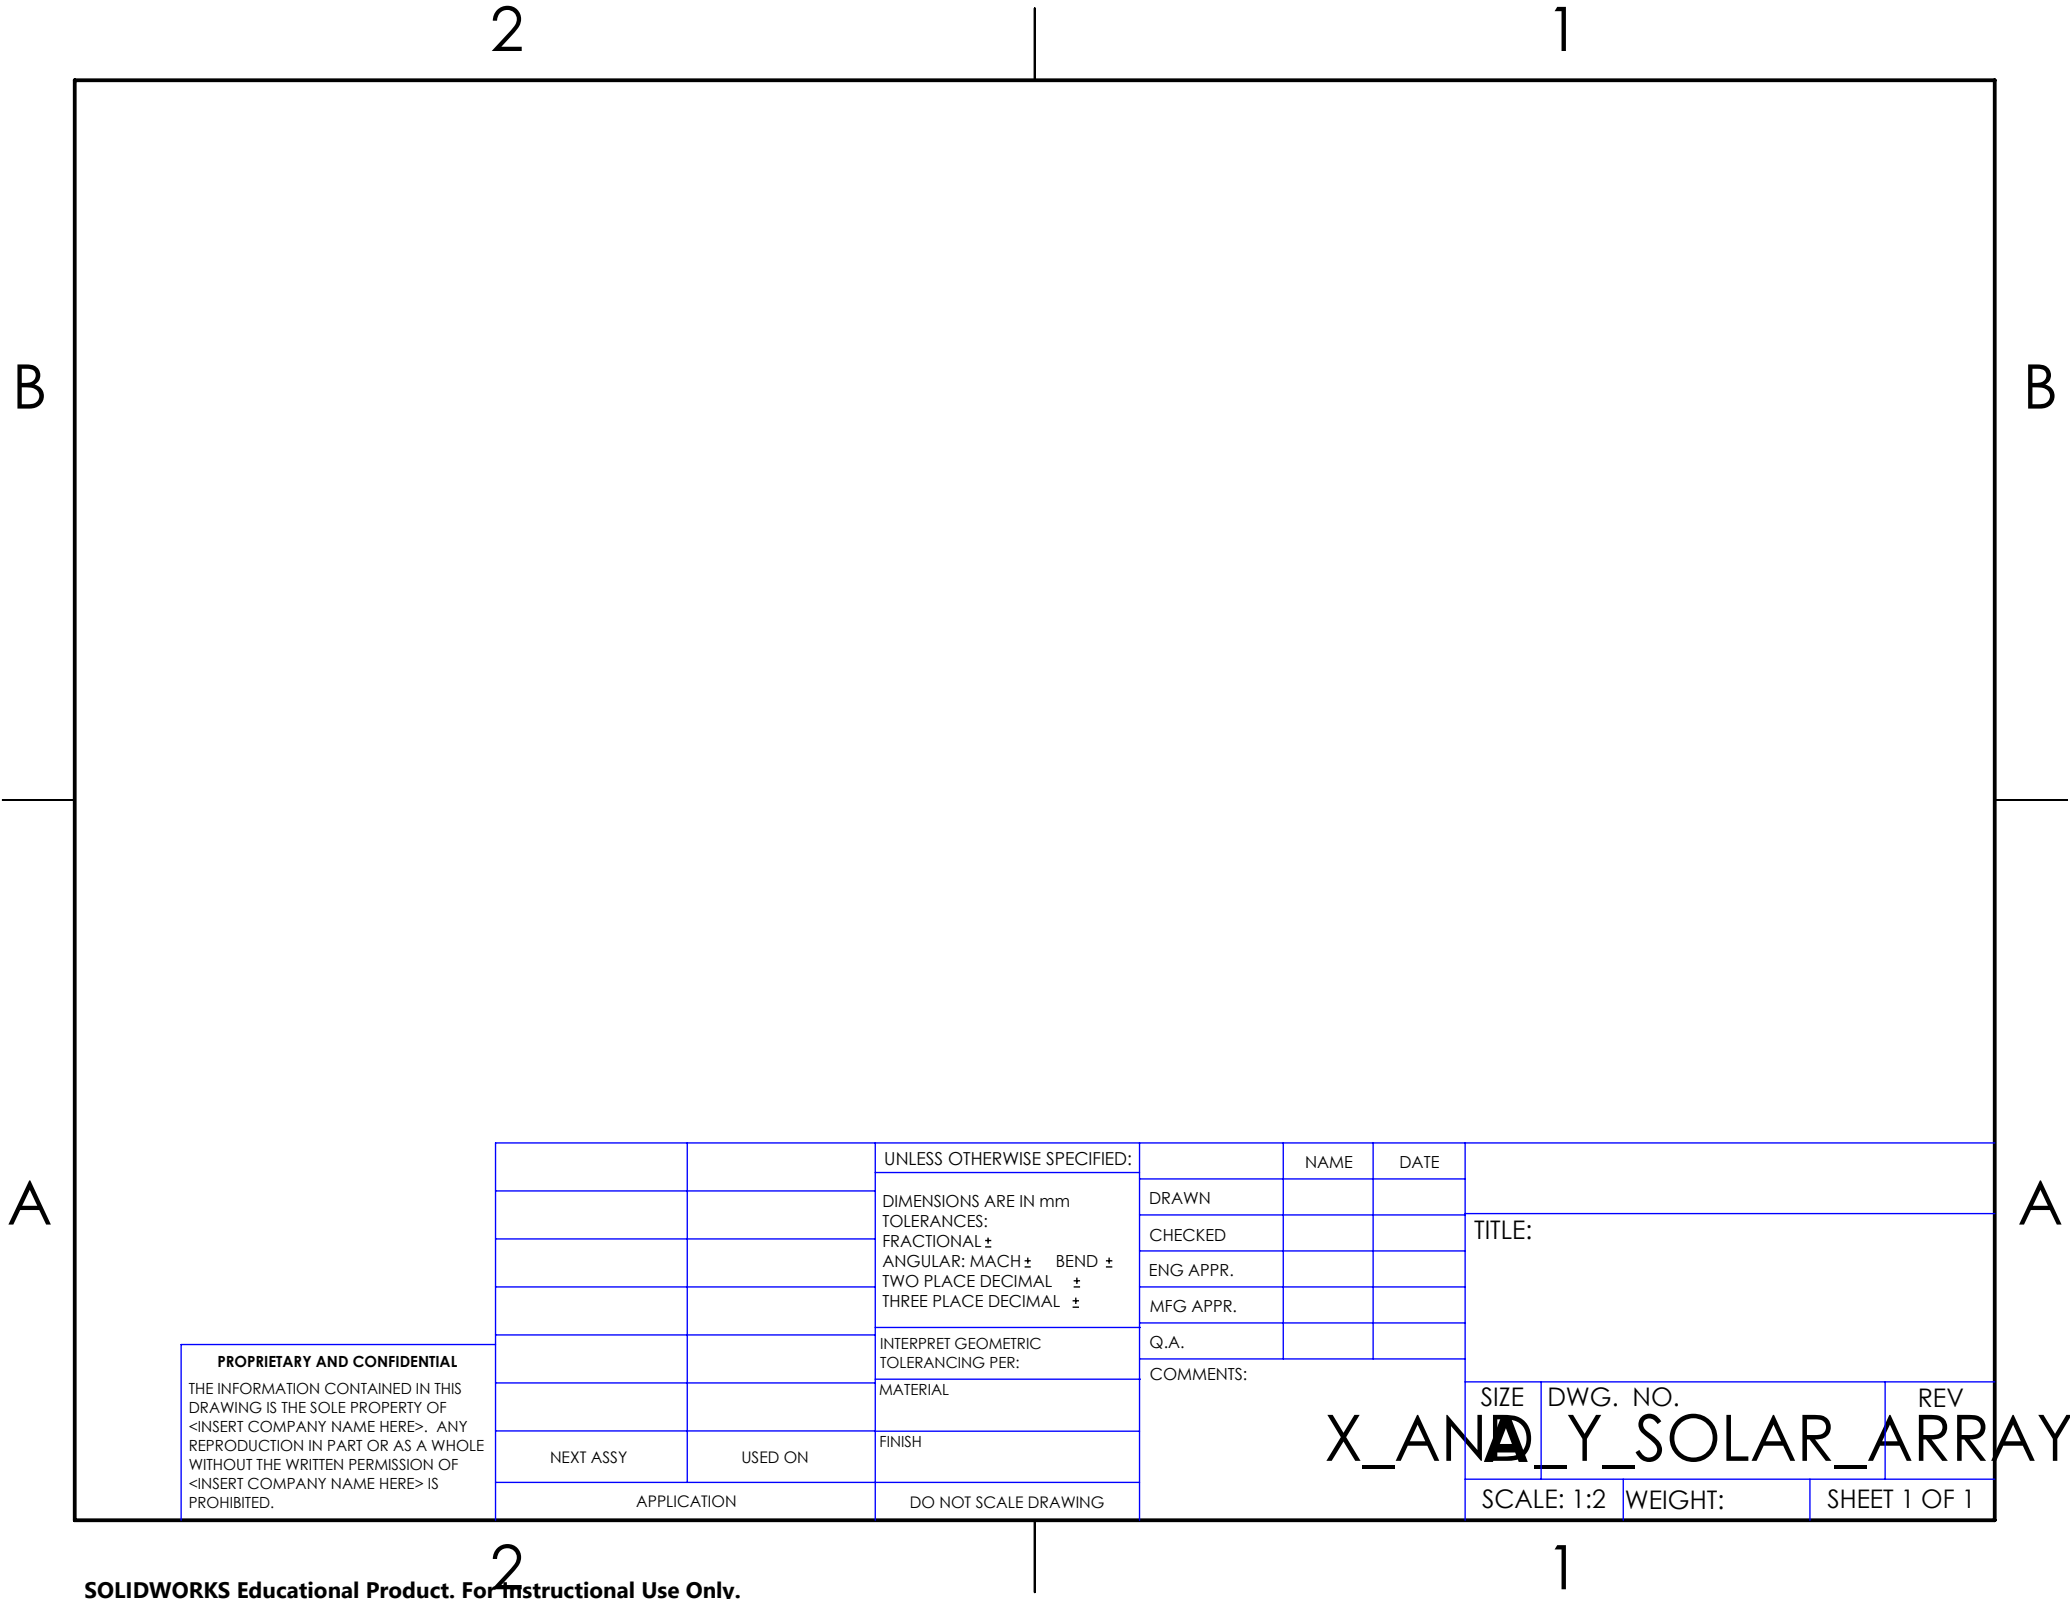 2 1
B B
A A
UNLESS OTHERWISE SPECIFIED:
DIMENSIONS ARE IN mm
TOLERANCES:
FRACTIONAL ±
ANGULAR: MACH ± BEND ±
TWO PLACE DECIMAL ±
THREE PLACE DECIMAL ±
INTERPRET GEOMETRIC
TOLERANCING PER:
MATERIAL
FINISH
DO NOT SCALE DRAWING
NAME DATE
DRAWN
CHECKED
ENG APPR.
MFG APPR.
Q.A.
COMMENTS:
TITLE:
SIZE DWG. NO. REV
A
X_AND_Y_SOLAR_ARRAY
SCALE: 1:2 WEIGHT: SHEET 1 OF 1
PROPRIETARY AND CONFIDENTIAL
THE INFORMATION CONTAINED IN THIS
DRAWING IS THE SOLE PROPERTY OF
<INSERT COMPANY NAME HERE>. ANY
REPRODUCTION IN PART OR AS A WHOLE
WITHOUT THE WRITTEN PERMISSION OF
<INSERT COMPANY NAME HERE> IS
PROHIBITED.
NEXT ASSY USED ON
APPLICATION
2 1
SOLIDWORKS Educational Product. For Instructional Use Only.